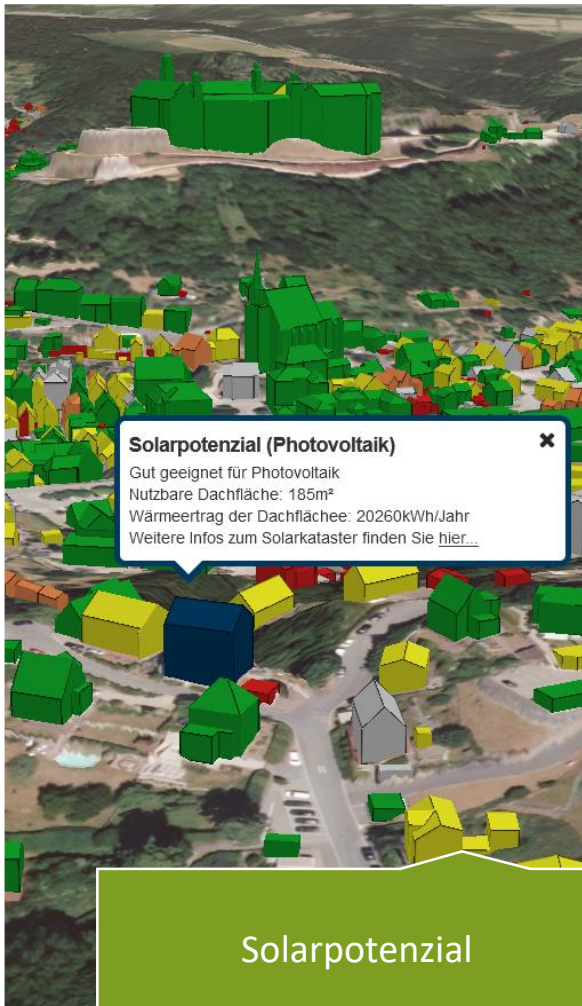 Solarpotenzial (Photovoltaik)
Gut geeignet für Photovoltaik
Nutzbare Dachfläche: 185m²
Wärmeertrag der Dachflächee: 20260kWh/Jahr
Weitere Infos zum Solarkataster finden Sie hier...
Solarpotenzial